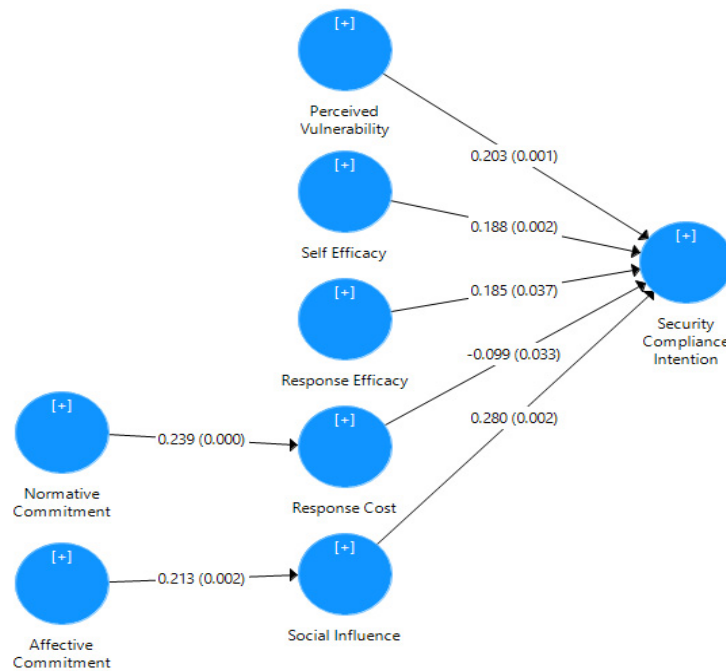 [+]
Perceived
Vulnerability
0.203 (0.001)
[+]
Self Efficacy
0.188 (0.002)
[+]
Security
Compliance
Intention
[+]
Response Efficacy
0.185 (0.037)
-0.099 (0.033)
0.280 (0.002)
[+]
Normative
Commitment
0.239 (0.000)
[+]
Response Cost
[+]
Affective
Commitment
0.213 (0.002)
[+]
Social Influence